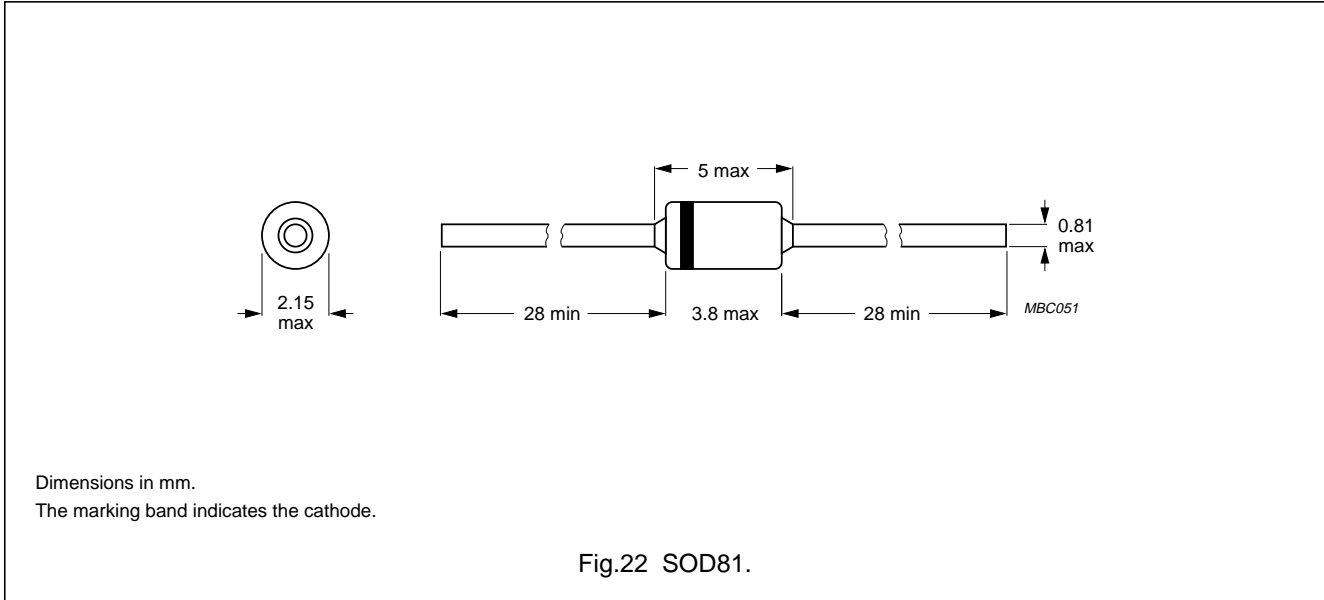 5 max
0.81
max
2.15
max
28 min
3.8 max
28 min
MBC051
Dimensions in mm.
The marking band indicates the cathode.
Fig.22 SOD81.